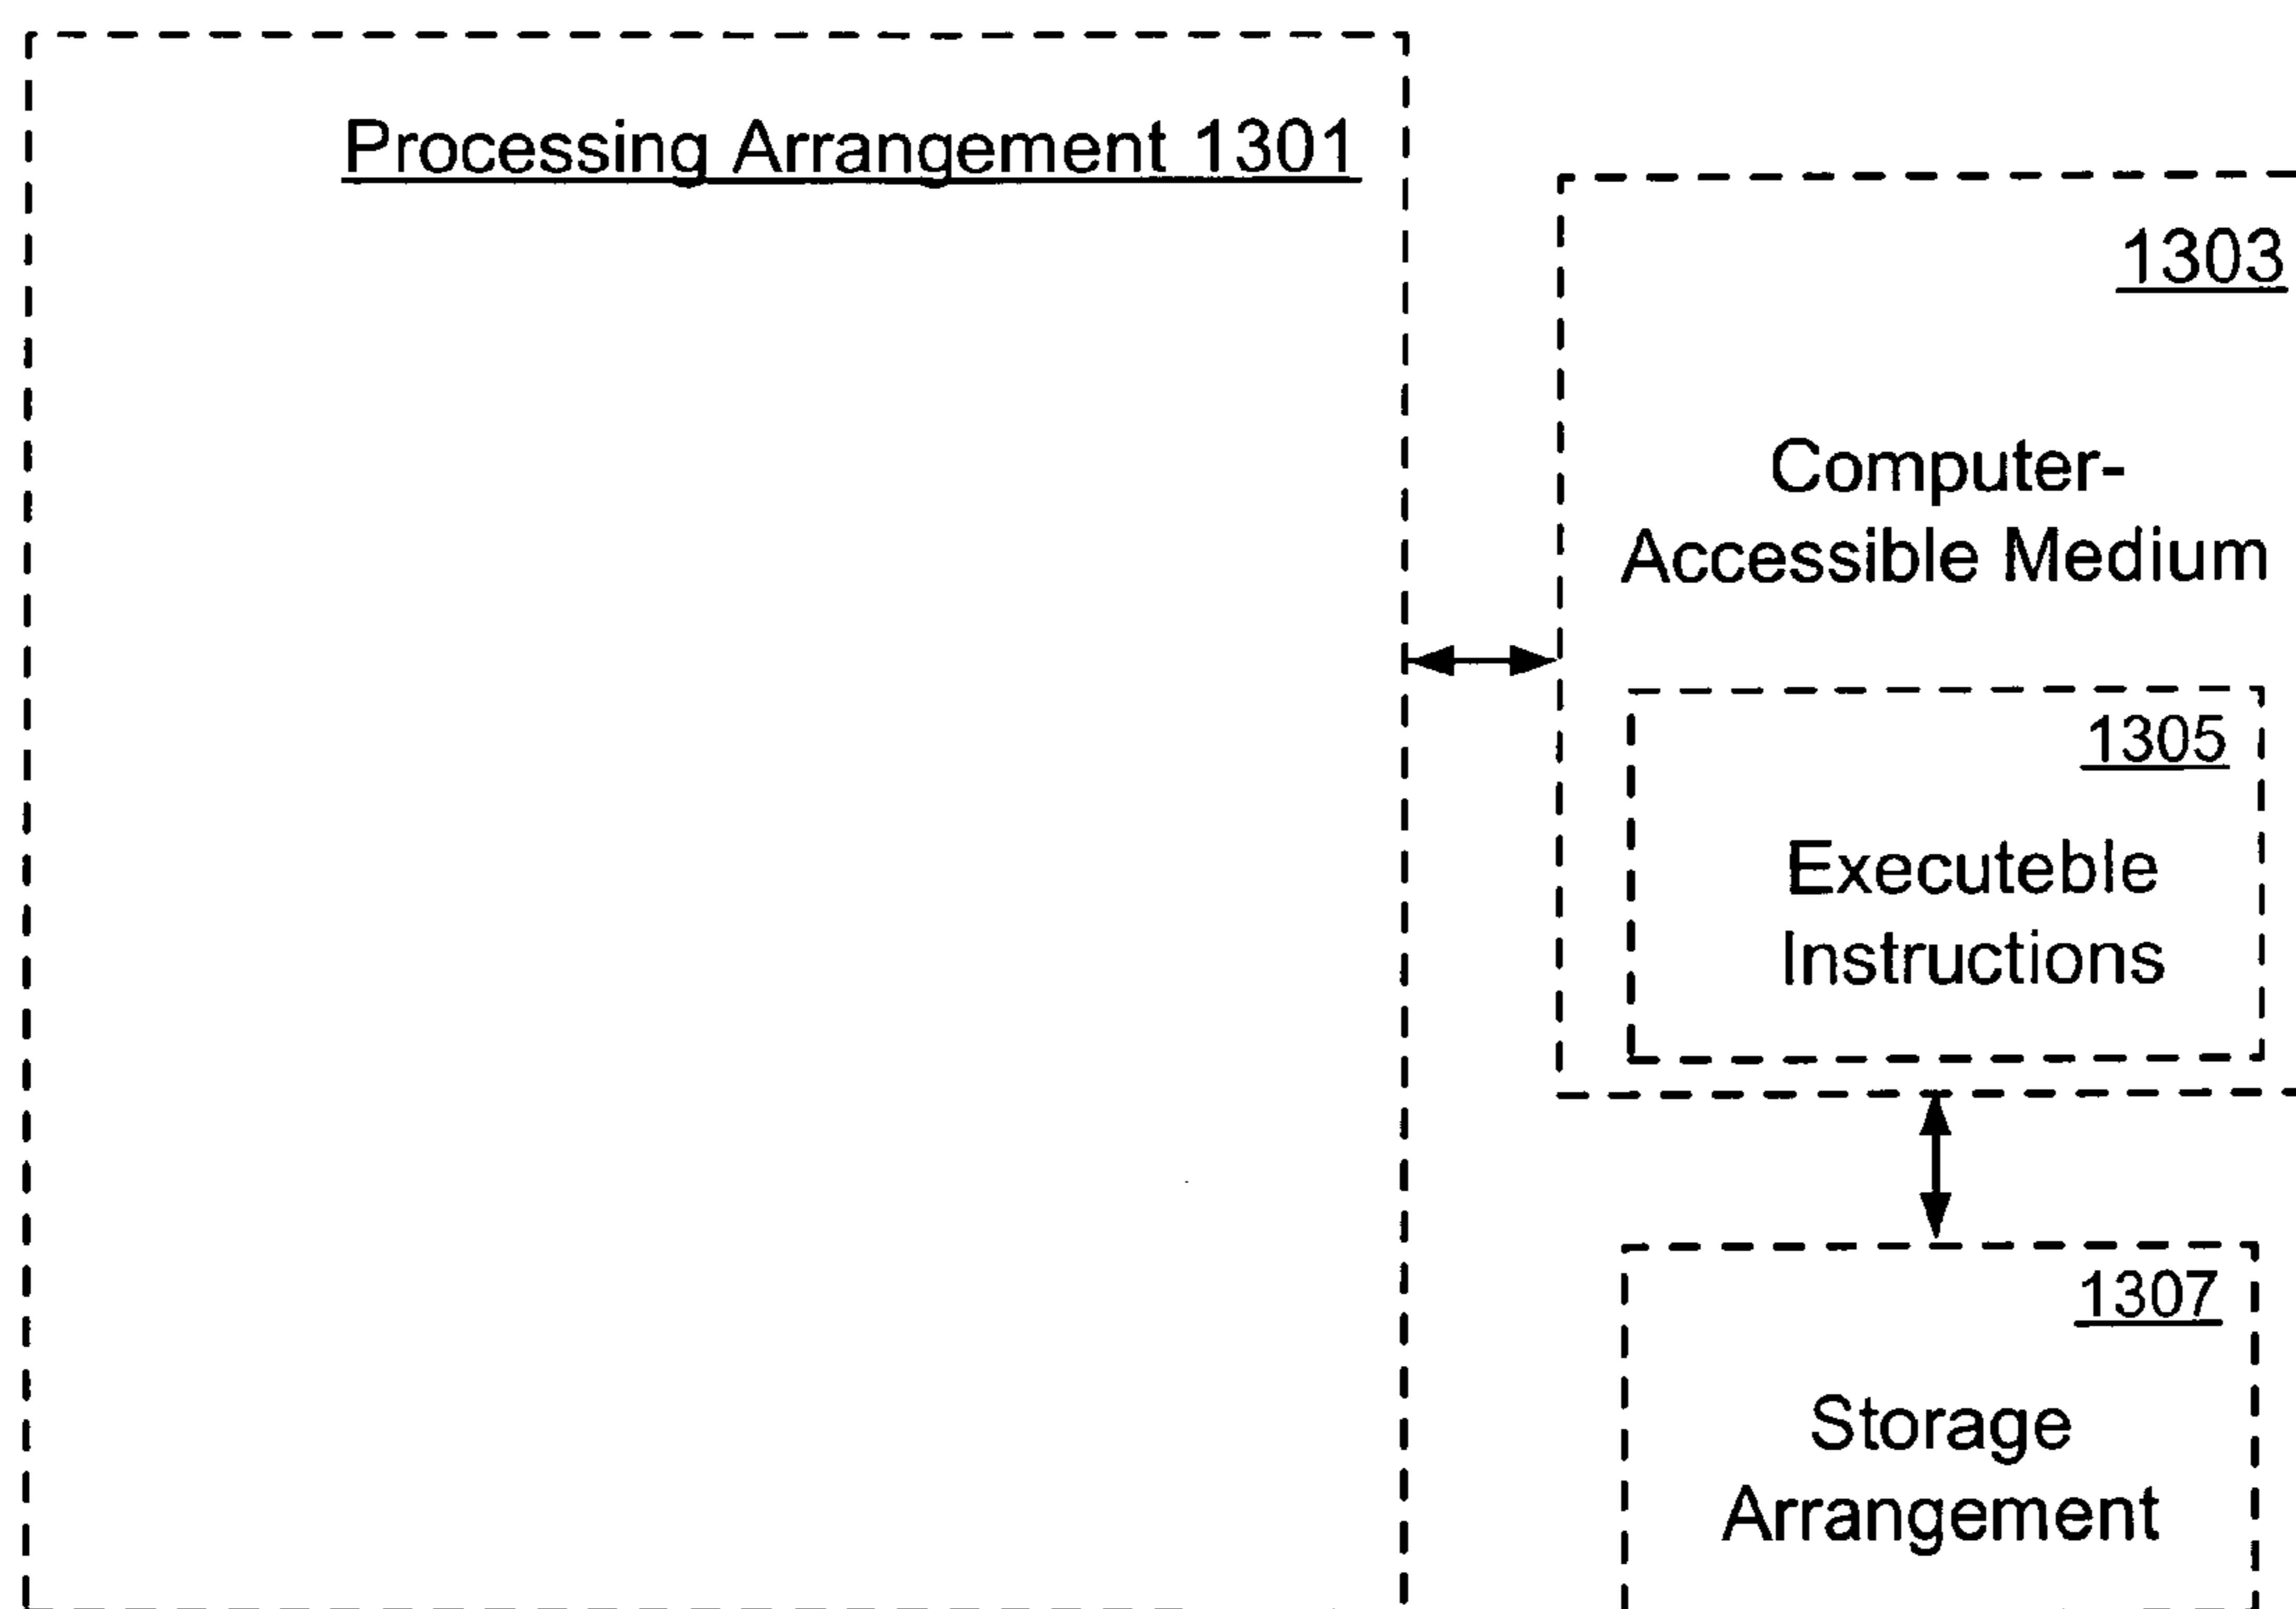 Processing Arrangement 1301
1303
Computer-
Accessible Medium
1305
Executeble
Instructions
1307
Storage
Arrangement